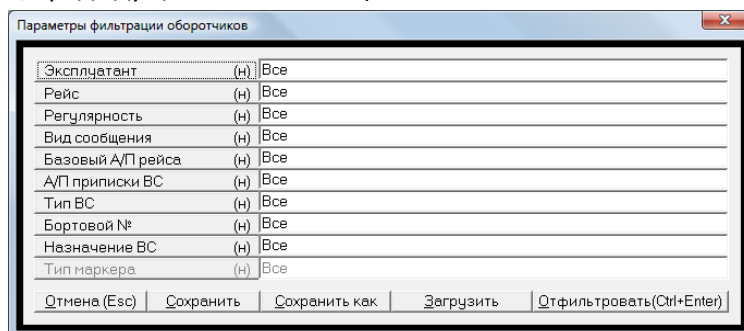 Параметры фильтрации оборотчиков
Эксплуатант (н) Все
Рейс (н) Все
Регулярность (н) Все
Вид сообщения (н) Все
Базовый А/П рейса (н) Все
А/П приписки ВС (н) Все
Тип ВС (н) Все
Бортовой № (н) Все
Назначение ВС (н) Все
Тип маркера (н) Все
Отмена (Esc) Сохранить Сохранить как Загрузить Отфильтровать(Ctrl+Enter)